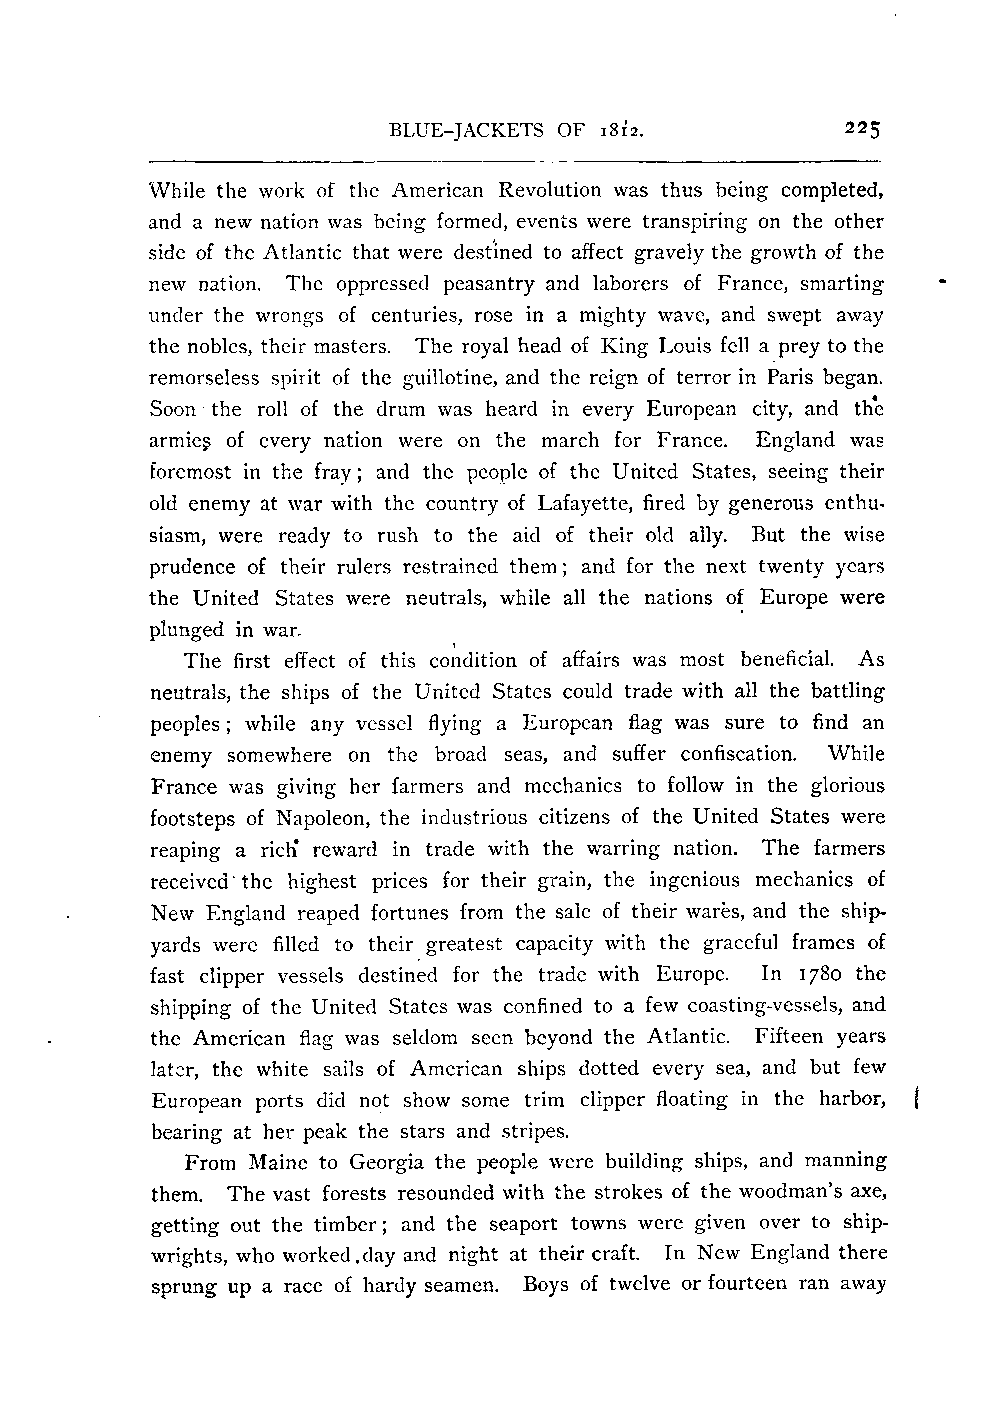 BLUE-JACKETS OF 1812. 225
While the work of the American Revolution was thus being completed,
and a new nation was being formed, events were transpiring on the other
side of the Atlantic that were destined to affect gravely the growth of the
new nation. The oppressed peasantry and laborers of France, smarting
under the wrongs of centuries, rose in a mighty wave, and swept away
the nobles, their masters. The royal head of King Louis fell a prey to the
remorseless spirit of the guillotine, and the reign of terror in Paris began.
Soon the roll of the drum was heard in every European city, and the
armies of every nation were on the march for France. England was
foremost in the fray; and the people of the United States, seeing their
old enemy at war with the country of Lafayette, fired by generous enthu-
siasm, were ready to rush to the aid of their old ally. But the wise
prudence of their rulers restrained them; and for the next twenty years
the United States were neutrals, while all the nations of Europe were
plunged in war.
The first effect of this condition of affairs was most beneficial. As
neutrals, the ships of the United States could trade with all the battling
peoples; while any vessel flying a European flag was sure to find an
enemy somewhere on the broad seas, and suffer confiscation. While
France was giving her farmers and mechanics to follow in the glorious
footsteps of Napoleon, the industrious citizens of the United States were
reaping a rich reward in trade with the warring nation. The farmers
received the highest prices for their grain, the ingenious mechanics of
New England reaped fortunes from the sale of their wares, and the ship-
yards were filled to their greatest capacity with the graceful frames of
fast clipper vessels destined for the trade with Europe. In 1780 the
shipping of the United States was confined to a few coasting-vessels, and
the American flag was seldom seen beyond the Atlantic. Fifteen years
later, the white sails of American ships dotted every sea, and but few
European ports did not show some trim clipper floating in the harbor,
bearing at her peak the stars and stripes.
From Maine to Georgia the people were building ships, and manning
them. The vast forests resounded with the strokes of the woodman's axe,
getting out the timber; and the seaport towns were given over to ship-
wrights, who worked day and night at their craft. In New England there
sprung up a race of hardy seamen. Boys of twelve or fourteen ran away